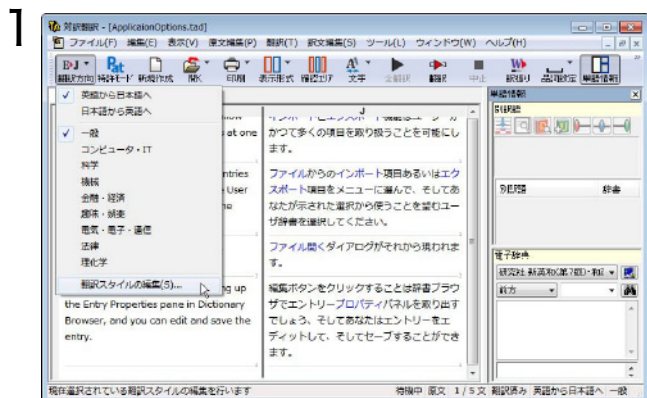 1
対訳翻訳 - [ApplicaionOptions.tad]
ファイル(F) 編集(E) 表示(V) 原文編集(P) 翻訳(T) 訳文編集(S) ツール(L) ウィンドウ(W) ヘルプ(H)
翻訳方向 特許モード 新規作成 開く 印刷 表示形式 確認エリア 文字 全翻訳 翻訳 中止 訳振り 品詞設定 単語情報
英語から日本語へ
日本語から英語へ
一般
コンピュータ・IT
科学
機械
金融・経済
趣味・娯楽
電気・電子・通信
法律
理化学
翻訳スタイルの編集(S)...
at one
ntries
User
ne
g up
the Entry Properties pane in Dictionary
Browser, and you can edit and save the
entry.
J
かつて多くの項目を取り扱うことを可能にし
ます。
ファイルからのインポート項目あるいはエク
スポート項目をメニューに選んで、そしてあ
なたが示された選択から使うことを望むユー
ザ辞書を選択してください。
ファイル開くダイアログがそれから現われま
す。
編集ボタンをクリックすることは辞書ブラウ
ザでエントリープロパティパネルを取り出す
でしょう、そしてあなたはエントリーをエ
ディットして、そしてセーブすることができ
ます。
単語情報
別訳語
別訳語 辞書
電子辞典
研究社 新英和(第7版)・和
前方
現在選択されている翻訳スタイルの編集を行います
待機中 原文 1/5文 翻訳済み 英語から日本語へ 一般